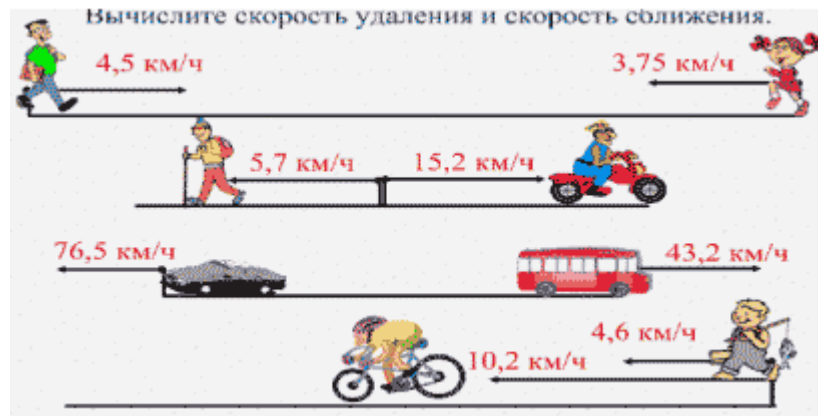 Вычислите скорость удаления и скорость сближения.
4,5 км/ч 3,75 км/ч
5,7 км/ч 15,2 км/ч
76,5 км/ч 43,2 км/ч
4,6 км/ч
10,2 км/ч